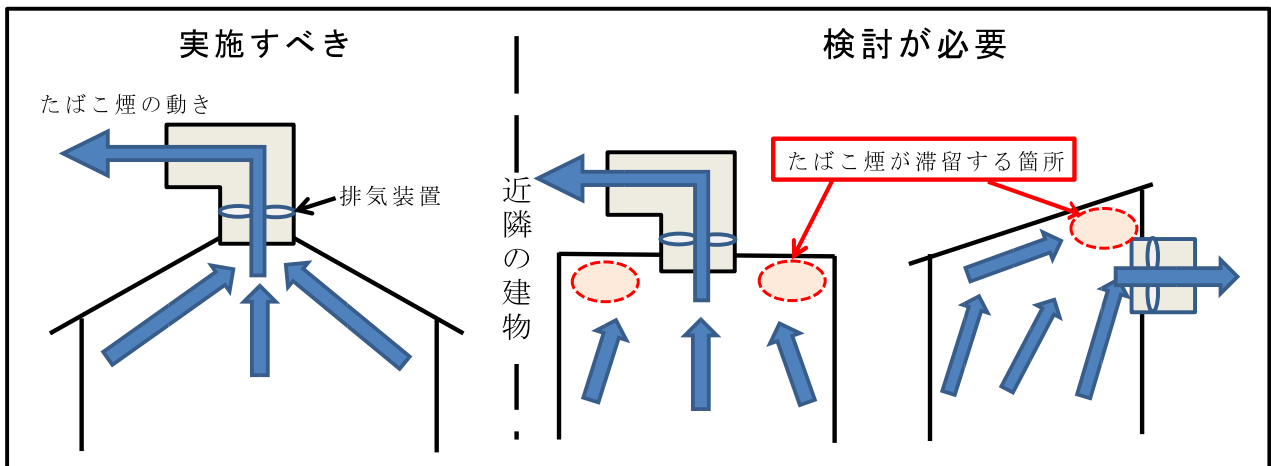 実施すべき
検討が必要
たばこ煙の動き
排気装置
近隣の建物
たばこ煙が滞留する箇所